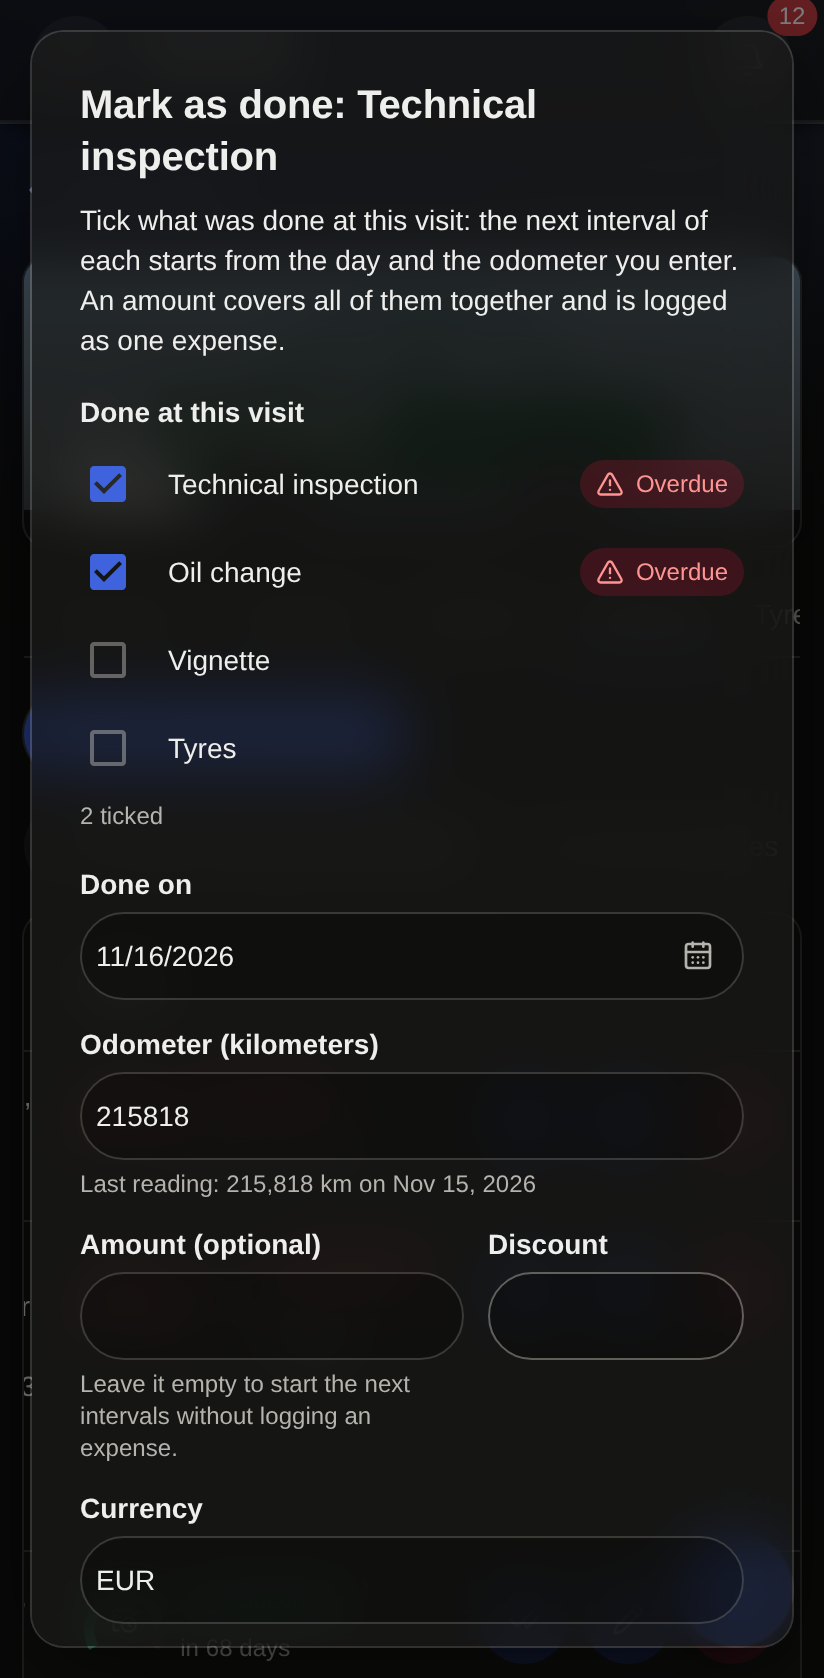 12
Mark as done: Technical
inspection
Tick what was done at this visit: the next interval of
each starts from the day and the odometer you enter.
An amount covers all of them together and is logged
as one expense.
Done at this visit
Technical inspection
Overdue
Oil change
Overdue
Vignette
Tyres
2 ticked
Done on
11/16/2026
Odometer (kilometers)
215818
Last reading: 215,818 km on Nov 15, 2026
Amount (optional)
Discount
Leave it empty to start the next
intervals without logging an
expense.
Currency
EUR
in 68 days